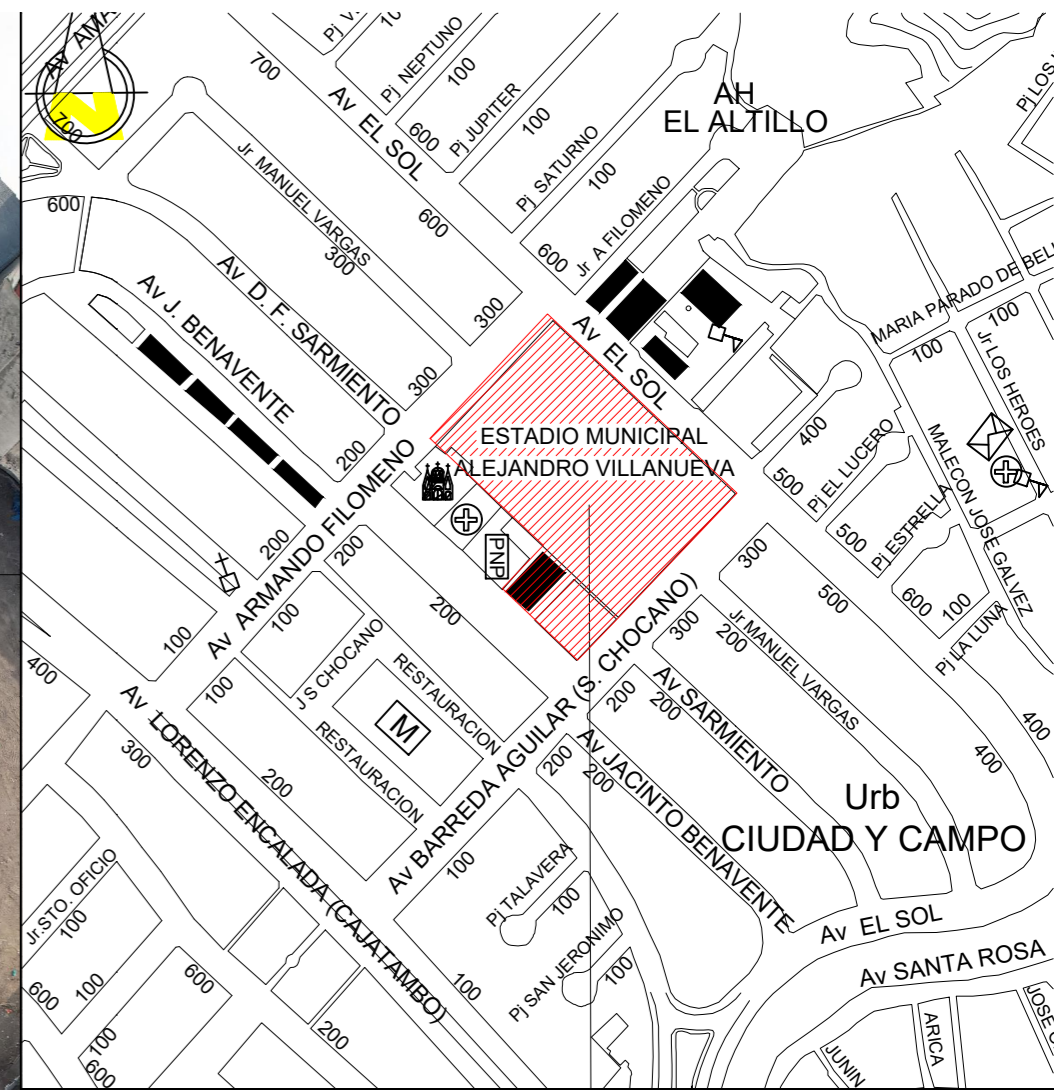 Av AMA
Pj V
10
700
Pj NEPTUNO
100
Av EL SOL
600
Pj JUPITER
100
AH
EL ALTILLO
Pj LOS
700
Jr MANUEL VARGAS
300
Pj SATURNO
100
600
600
600
Jr A FILOMENO
MARIA PARADO DE BEL
100
100
Jr LOS HEROES
Av D. F. SARMIENTO
300
Av J. BENAVENTE
300
200
Av EL SOL
ESTADIO MUNICIPAL
ALEJANDRO VILLANUEVA
400
500
Pj EL LUCERO
MALECON JOSE GALVEZ
Av ARMANDO FILOMENO
200
200
PNP
500
Pj ESTRELLA
600
100
Pj LA LUNA
300
500
100
100
200
J S CHOCANO
RESTAURACION
RESTAURACION
M
300
200
Jr MANUEL VARGAS
200
200
Av SARMIENTO
400
400
400
100
Av LORENZO ENCALADA (CAJATAMBO)
300
200
Av BARREDA AGUILAR (S. CHOCANO)
200
200
Av JACINTO BENAVENTE
Urb
CIUDAD Y CAMPO
100
Pj TALAVERA
100
Jr.STO. OFICIO
100
Pj SAN JERONIMO
100
Av EL SOL
Av SANTA ROSA
600
100
600
100
100
600
200
JUNIN
ARICA
JOSE